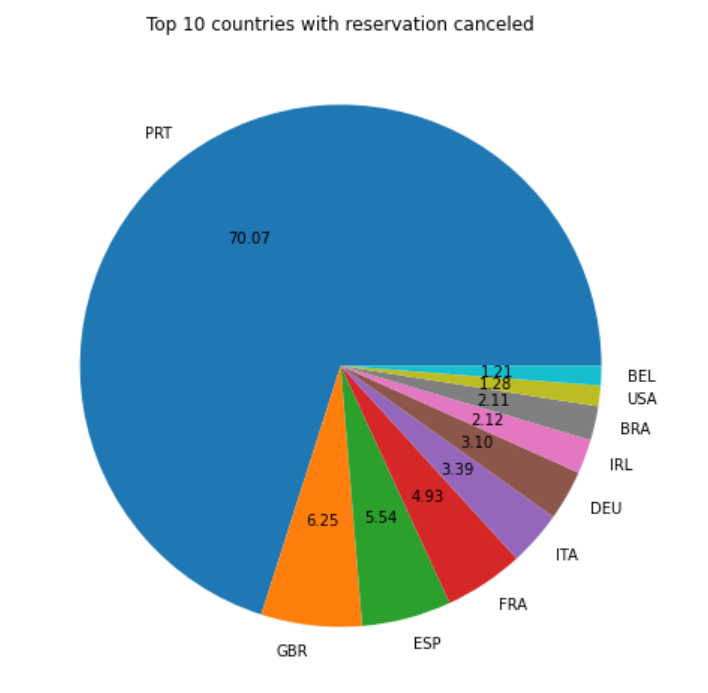 Top 10 countries with reservation canceled
PRT
70.07
1.21
BEL
1.28
USA
2.11
BRA
2.12
IRL
3.10
DEU
3.39
ITA
4.93
FRA
5.54
ESP
6.25
GBR